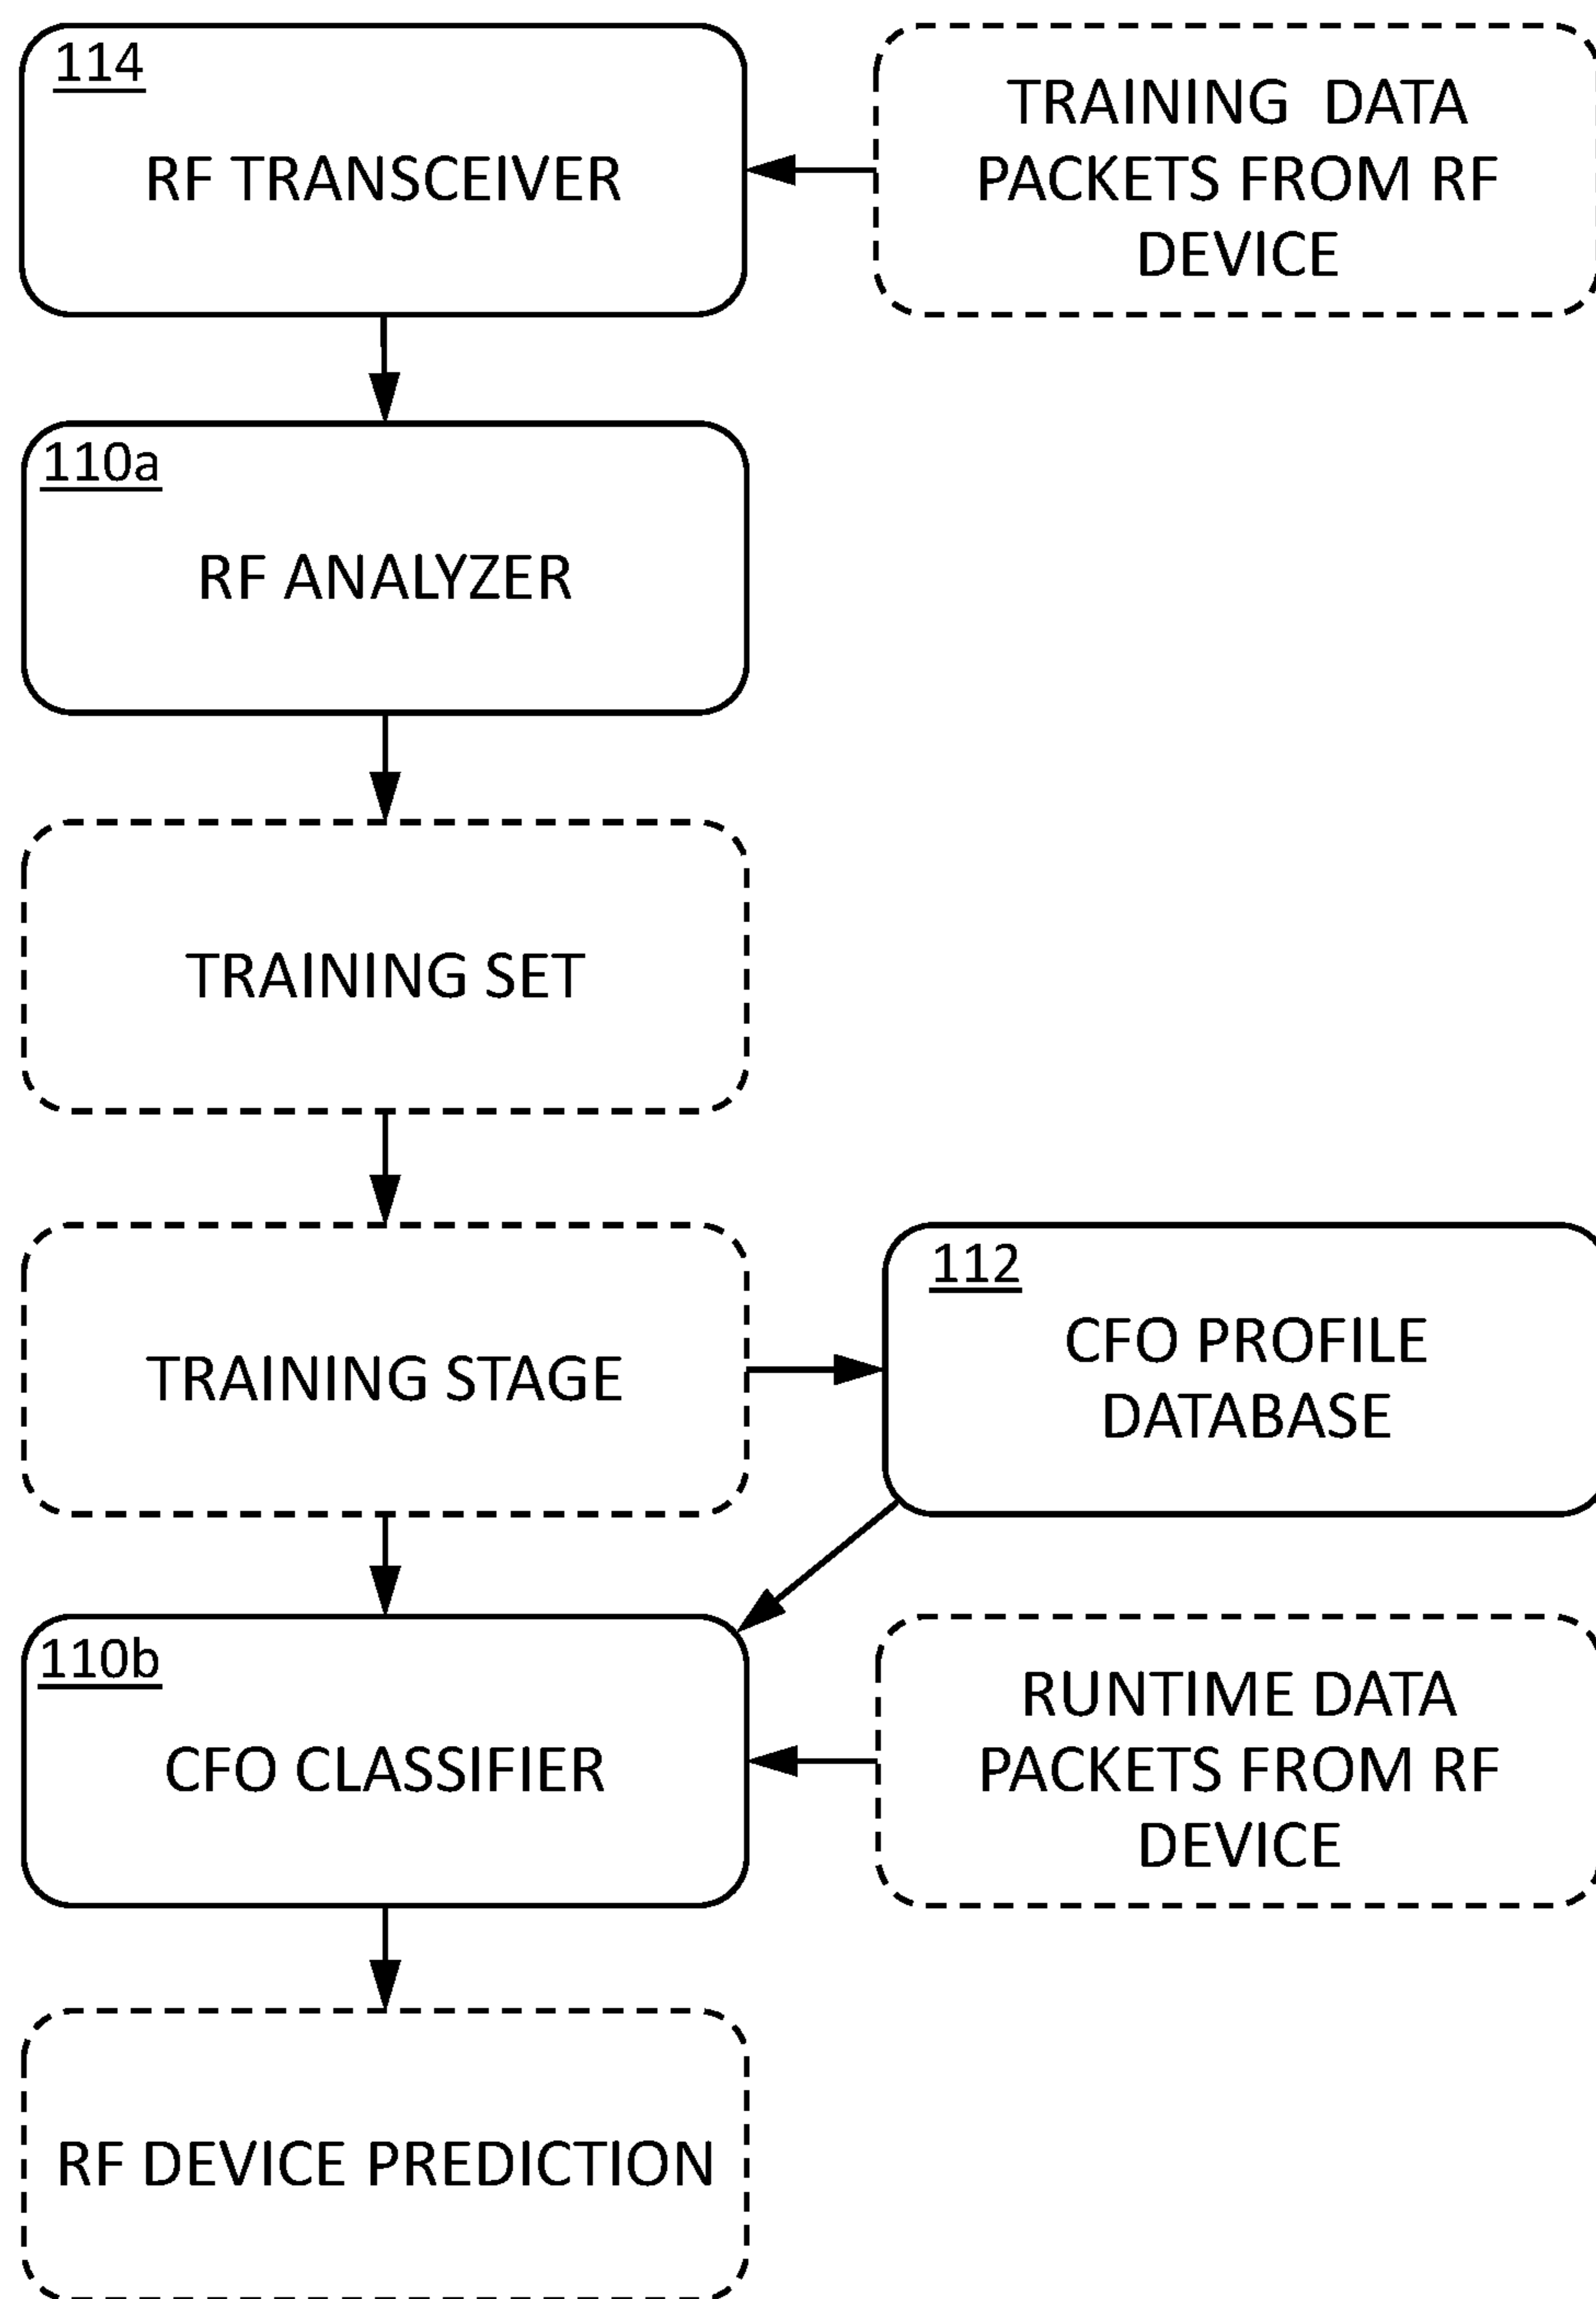 114
RF TRANSCEIVER
TRAINING DATA
PACKETS FROM RF
DEVICE
110a
RF ANALYZER
TRAINING SET
TRAINING STAGE
112
CFO PROFILE
DATABASE
110b
CFO CLASSIFIER
RUNTIME DATA
PACKETS FROM RF
DEVICE
RF DEVICE PREDICTION